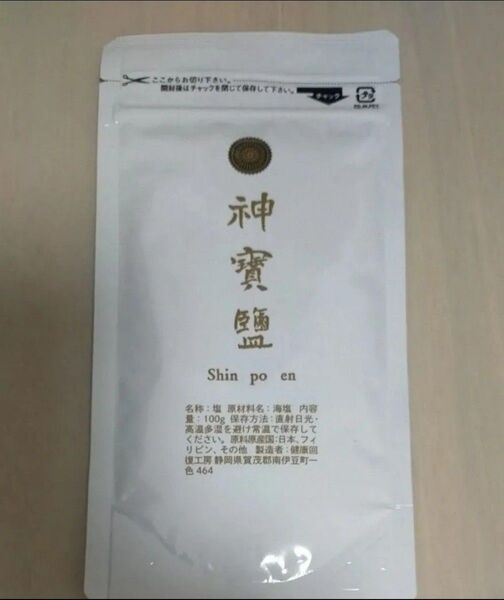 ここからお切り下さい。
開封後はチャックを閉じて保存して下さい。
チャック
プラ
神
寶
鹽
Shin po en
名称：塩 原材料名：海塩 内容
量：100g 保存方法：直射日光・
高温多湿を避け常温で保存して
ください。原料原産国：日本、フィ
リピン、その他 製造者：健康回
復工房 静岡県賀茂郡南伊豆町一
色 464